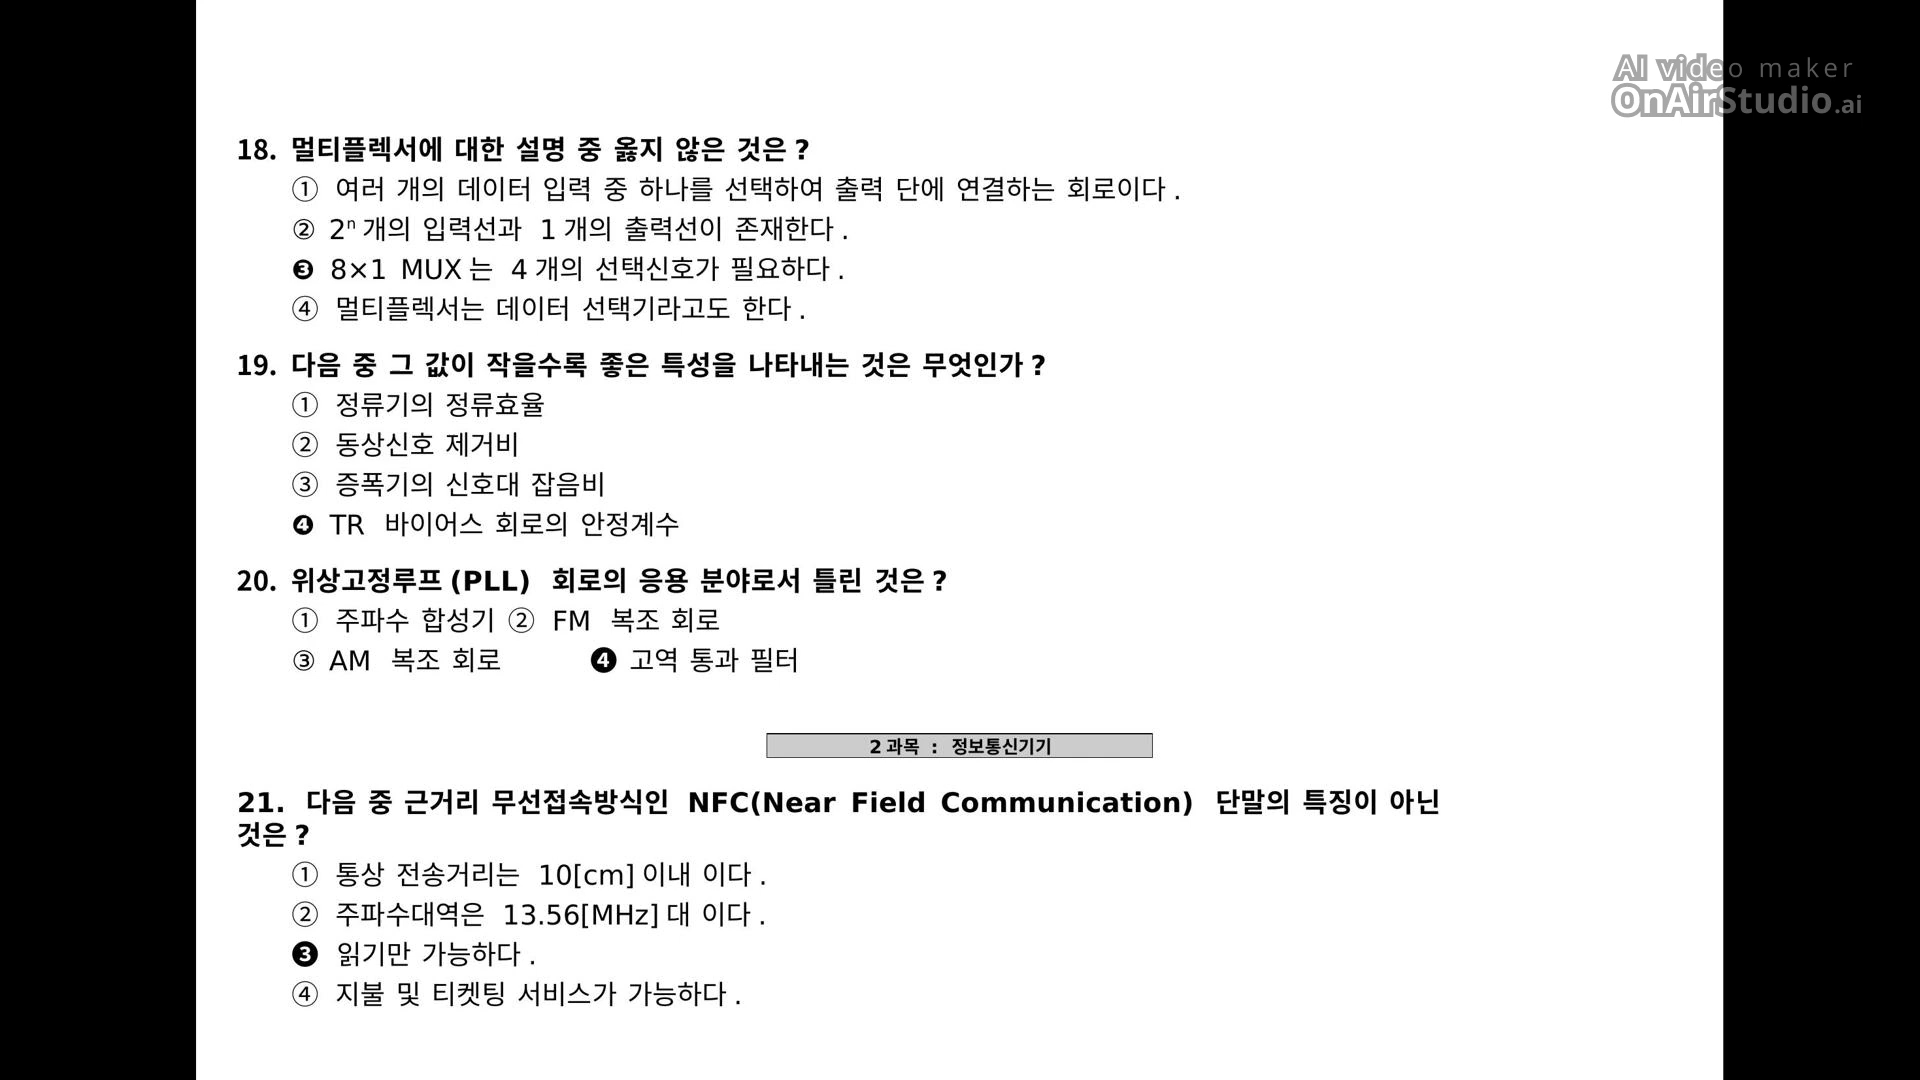 AI video maker
OnAirStudio.ai
18. 멀티플렉서에 대한 설명 중 옳지 않은 것은 ?
① 여러 개의 데이터 입력 중 하나를 선택하여 출력 단에 연결하는 회로이다 .
② 2ⁿ 개의 입력선과 1 개의 출력선이 존재한다 .
❸ 8×1 MUX 는 4 개의 선택신호가 필요하다 .
④ 멀티플렉서는 데이터 선택기라고도 한다 .
19. 다음 중 그 값이 작을수록 좋은 특성을 나타내는 것은 무엇인가 ?
① 정류기의 정류효율
② 동상신호 제거비
③ 증폭기의 신호대 잡음비
❹ TR 바이어스 회로의 안정계수
20. 위상고정루프 (PLL) 회로의 응용 분야로서 틀린 것은 ?
① 주파수 합성기 ② FM 복조 회로
③ AM 복조 회로 ❹ 고역 통과 필터
2 과목 : 정보통신기기
21. 다음 중 근거리 무선접속방식인 NFC(Near Field Communication) 단말의 특징이 아닌
것은 ?
① 통상 전송거리는 10[cm] 이내 이다 .
② 주파수대역은 13.56[MHz] 대 이다 .
❸ 읽기만 가능하다 .
④ 지불 및 티켓팅 서비스가 가능하다 .